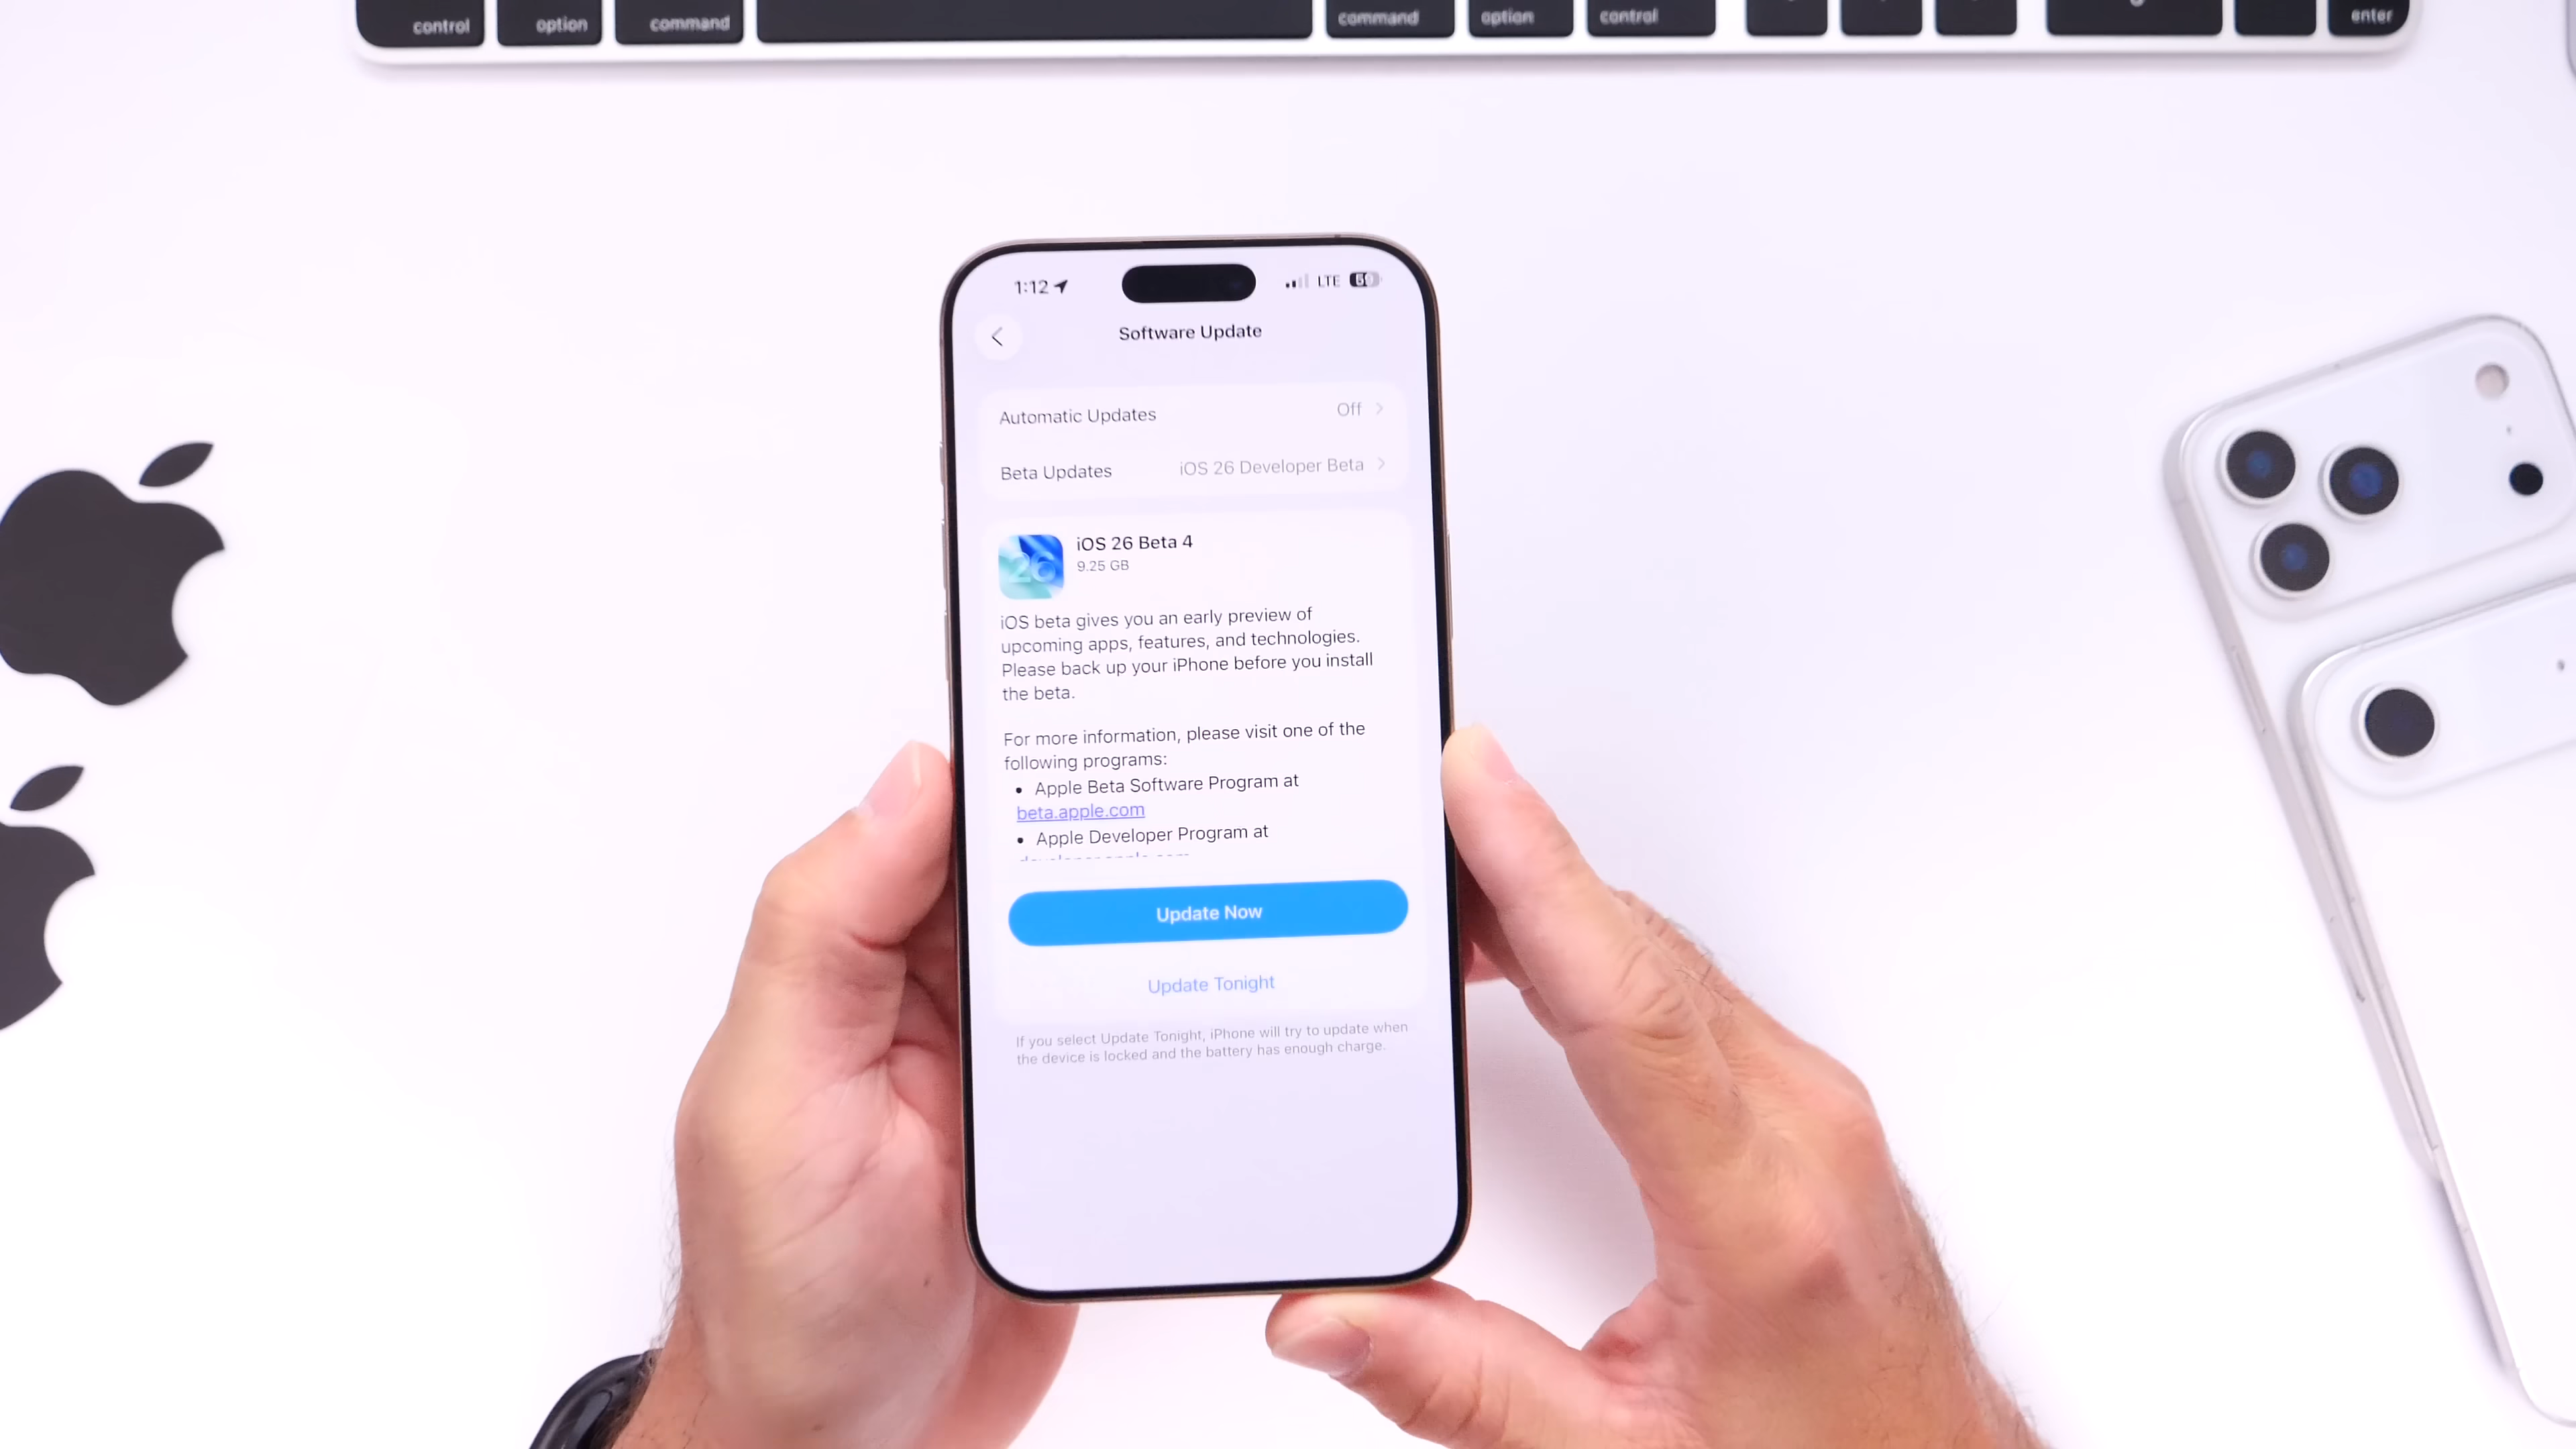 control option command command option control enter
1:12 LTE
Software Update
Automatic Updates Off
Beta Updates iOS 26 Developer Beta
26
iOS 26 Beta 4
9.25 GB
iOS beta gives you an early preview of
upcoming apps, features, and technologies.
Please back up your iPhone before you install
the beta.
For more information, please visit one of the
following programs:
• Apple Beta Software Program at
beta.apple.com
• Apple Developer Program at
Update Now
Update Tonight
If you select Update Tonight, iPhone will try to update when
the device is locked and the battery has enough charge.